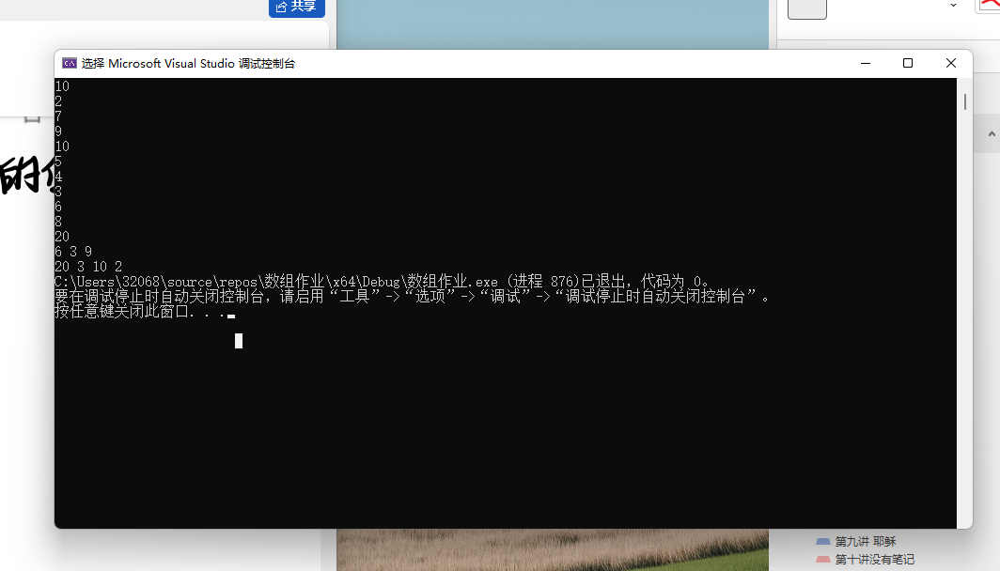 共享
选择 Microsoft Visual Studio 调试控制台
的
10
2
7
9
10
5
4
3
6
8
20
6 3 9
20 3 10 2
C:\Users\32068\source\repos\数组作业\x64\Debug\数组作业.exe (进程 876)已退出，代码为 0。
要在调试停止时自动关闭控制台，请启用“工具”->“选项”->“调试”->“调试停止时自动关闭控制台”。
按任意键关闭此窗口. . .
第九讲 耶稣
第十讲没有笔记